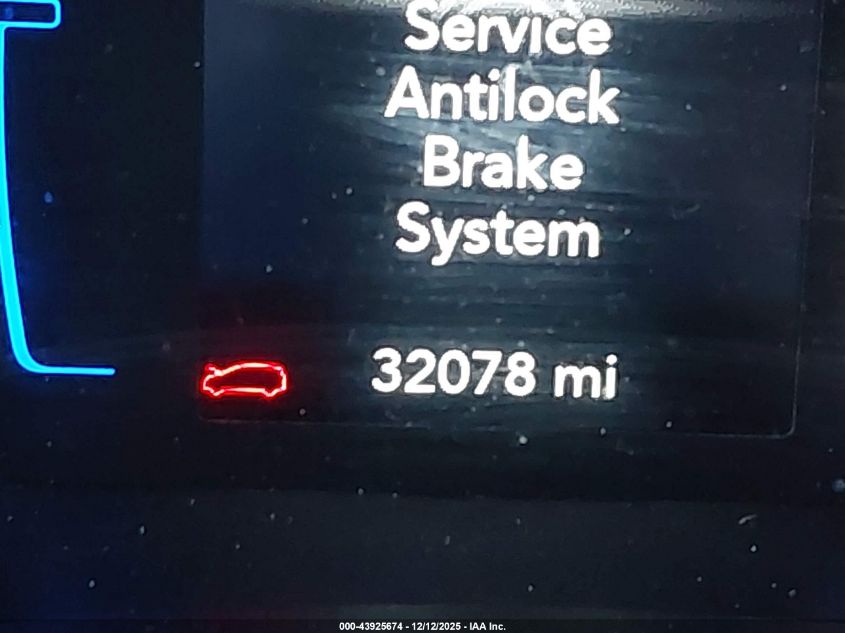 Service
Antilock
Brake
System
32078 mi
000-43925674 - 12/12/2025 - IAA Inc.